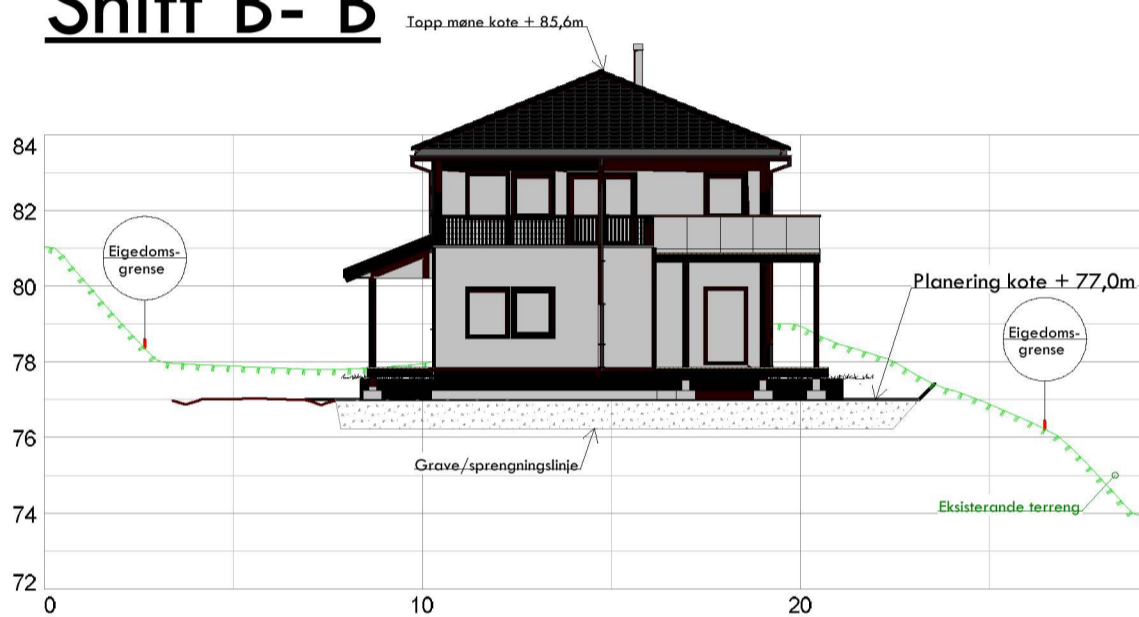 Snitt B- B
Topp møne kote + 85,6m
84
82
80
78
76
74
72
0
10
20
Eigedoms-
grense
Planering kote + 77,0m
Eigedoms-
grense
Grave/sprengningslinje
Eksisterande terreng